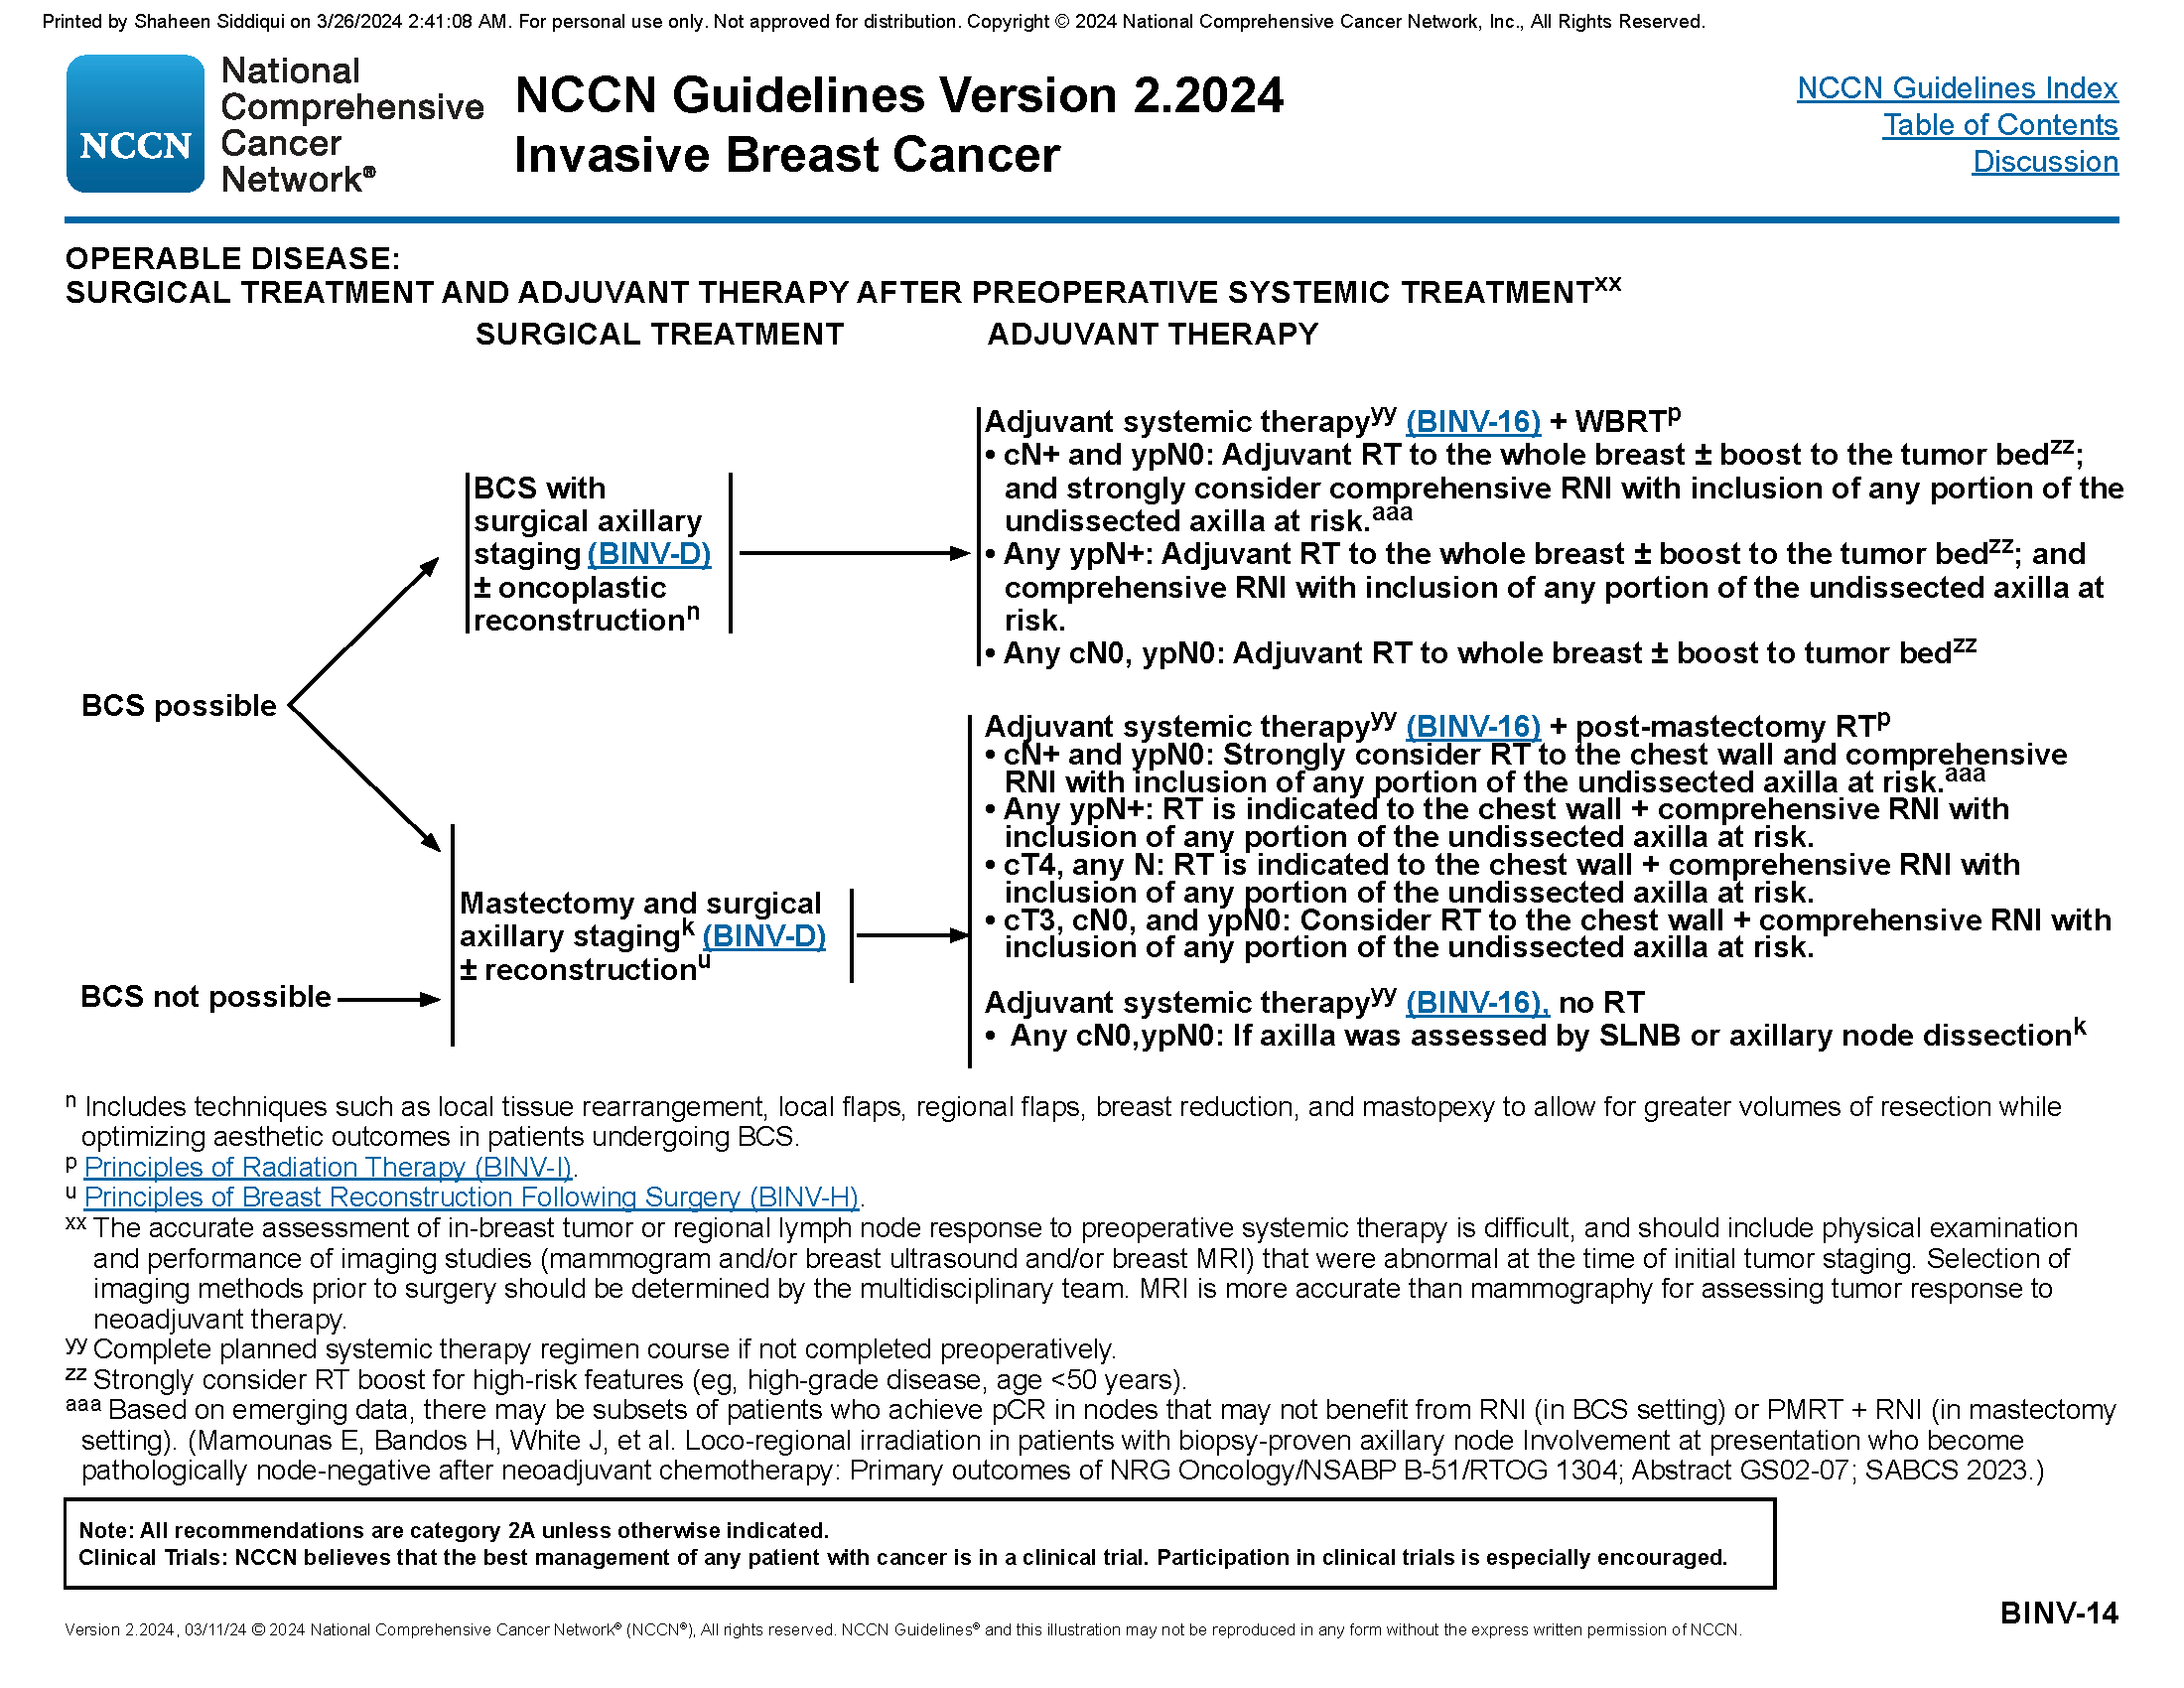 Printed by Shaheen Siddiqui on 3/26/2024 2:41:08 AM. For personal use only. Not approved for distribution. Copyright © 2024 National Comprehensive Cancer Network, Inc., All Rights Reserved.
NCCN
National
Comprehensive
Cancer
Network®
NCCN Guidelines Version 2.2024
Invasive Breast Cancer
NCCN Guidelines Index
Table of Contents
Discussion
OPERABLE DISEASE:
SURGICAL TREATMENT AND ADJUVANT THERAPY AFTER PREOPERATIVE SYSTEMIC TREATMENTxx
SURGICAL TREATMENT
ADJUVANT THERAPY
BCS possible
BCS with
surgical axillary
staging (BINV-D)
± oncoplastic
reconstructionn
Adjuvant systemic therapyyy (BINV-16) + WBRTp
• cN+ and ypN0: Adjuvant RT to the whole breast ± boost to the tumor bedzz;
and strongly consider comprehensive RNI with inclusion of any portion of the
undissected axilla at risk.aaa
• Any ypN+: Adjuvant RT to the whole breast ± boost to the tumor bedzz; and
comprehensive RNI with inclusion of any portion of the undissected axilla at
risk.
• Any cN0, ypN0: Adjuvant RT to whole breast ± boost to tumor bedzz
BCS not possible
Mastectomy and surgical
axillary stagingk (BINV-D)
± reconstructionu
Adjuvant systemic therapyyy (BINV-16) + post-mastectomy RTp
• cN+ and ypN0: Strongly consider RT to the chest wall and comprehensive
RNI with inclusion of any portion of the undissected axilla at risk.aaa
• Any ypN+: RT is indicated to the chest wall + comprehensive RNI with
inclusion of any portion of the undissected axilla at risk.
• cT4, any N: RT is indicated to the chest wall + comprehensive RNI with
inclusion of any portion of the undissected axilla at risk.
• cT3, cN0, and ypN0: Consider RT to the chest wall + comprehensive RNI with
inclusion of any portion of the undissected axilla at risk.
Adjuvant systemic therapyyy (BINV-16), no RT
• Any cN0,ypN0: If axilla was assessed by SLNB or axillary node dissectionk
n Includes techniques such as local tissue rearrangement, local flaps, regional flaps, breast reduction, and mastopexy to allow for greater volumes of resection while
optimizing aesthetic outcomes in patients undergoing BCS.
p Principles of Radiation Therapy (BINV-I).
u Principles of Breast Reconstruction Following Surgery (BINV-H).
xx The accurate assessment of in-breast tumor or regional lymph node response to preoperative systemic therapy is difficult, and should include physical examination
and performance of imaging studies (mammogram and/or breast ultrasound and/or breast MRI) that were abnormal at the time of initial tumor staging. Selection of
imaging methods prior to surgery should be determined by the multidisciplinary team. MRI is more accurate than mammography for assessing tumor response to
neoadjuvant therapy.
yy Complete planned systemic therapy regimen course if not completed preoperatively.
zz Strongly consider RT boost for high-risk features (eg, high-grade disease, age <50 years).
aaa Based on emerging data, there may be subsets of patients who achieve pCR in nodes that may not benefit from RNI (in BCS setting) or PMRT + RNI (in mastectomy
setting). (Mamounas E, Bandos H, White J, et al. Loco-regional irradiation in patients with biopsy-proven axillary node Involvement at presentation who become
pathologically node-negative after neoadjuvant chemotherapy: Primary outcomes of NRG Oncology/NSABP B-51/RTOG 1304; Abstract GS02-07; SABCS 2023.)
Note: All recommendations are category 2A unless otherwise indicated.
Clinical Trials: NCCN believes that the best management of any patient with cancer is in a clinical trial. Participation in clinical trials is especially encouraged.
BINV-14
Version 2.2024, 03/11/24 © 2024 National Comprehensive Cancer Network® (NCCN®), All rights reserved. NCCN Guidelines® and this illustration may not be reproduced in any form without the express written permission of NCCN.